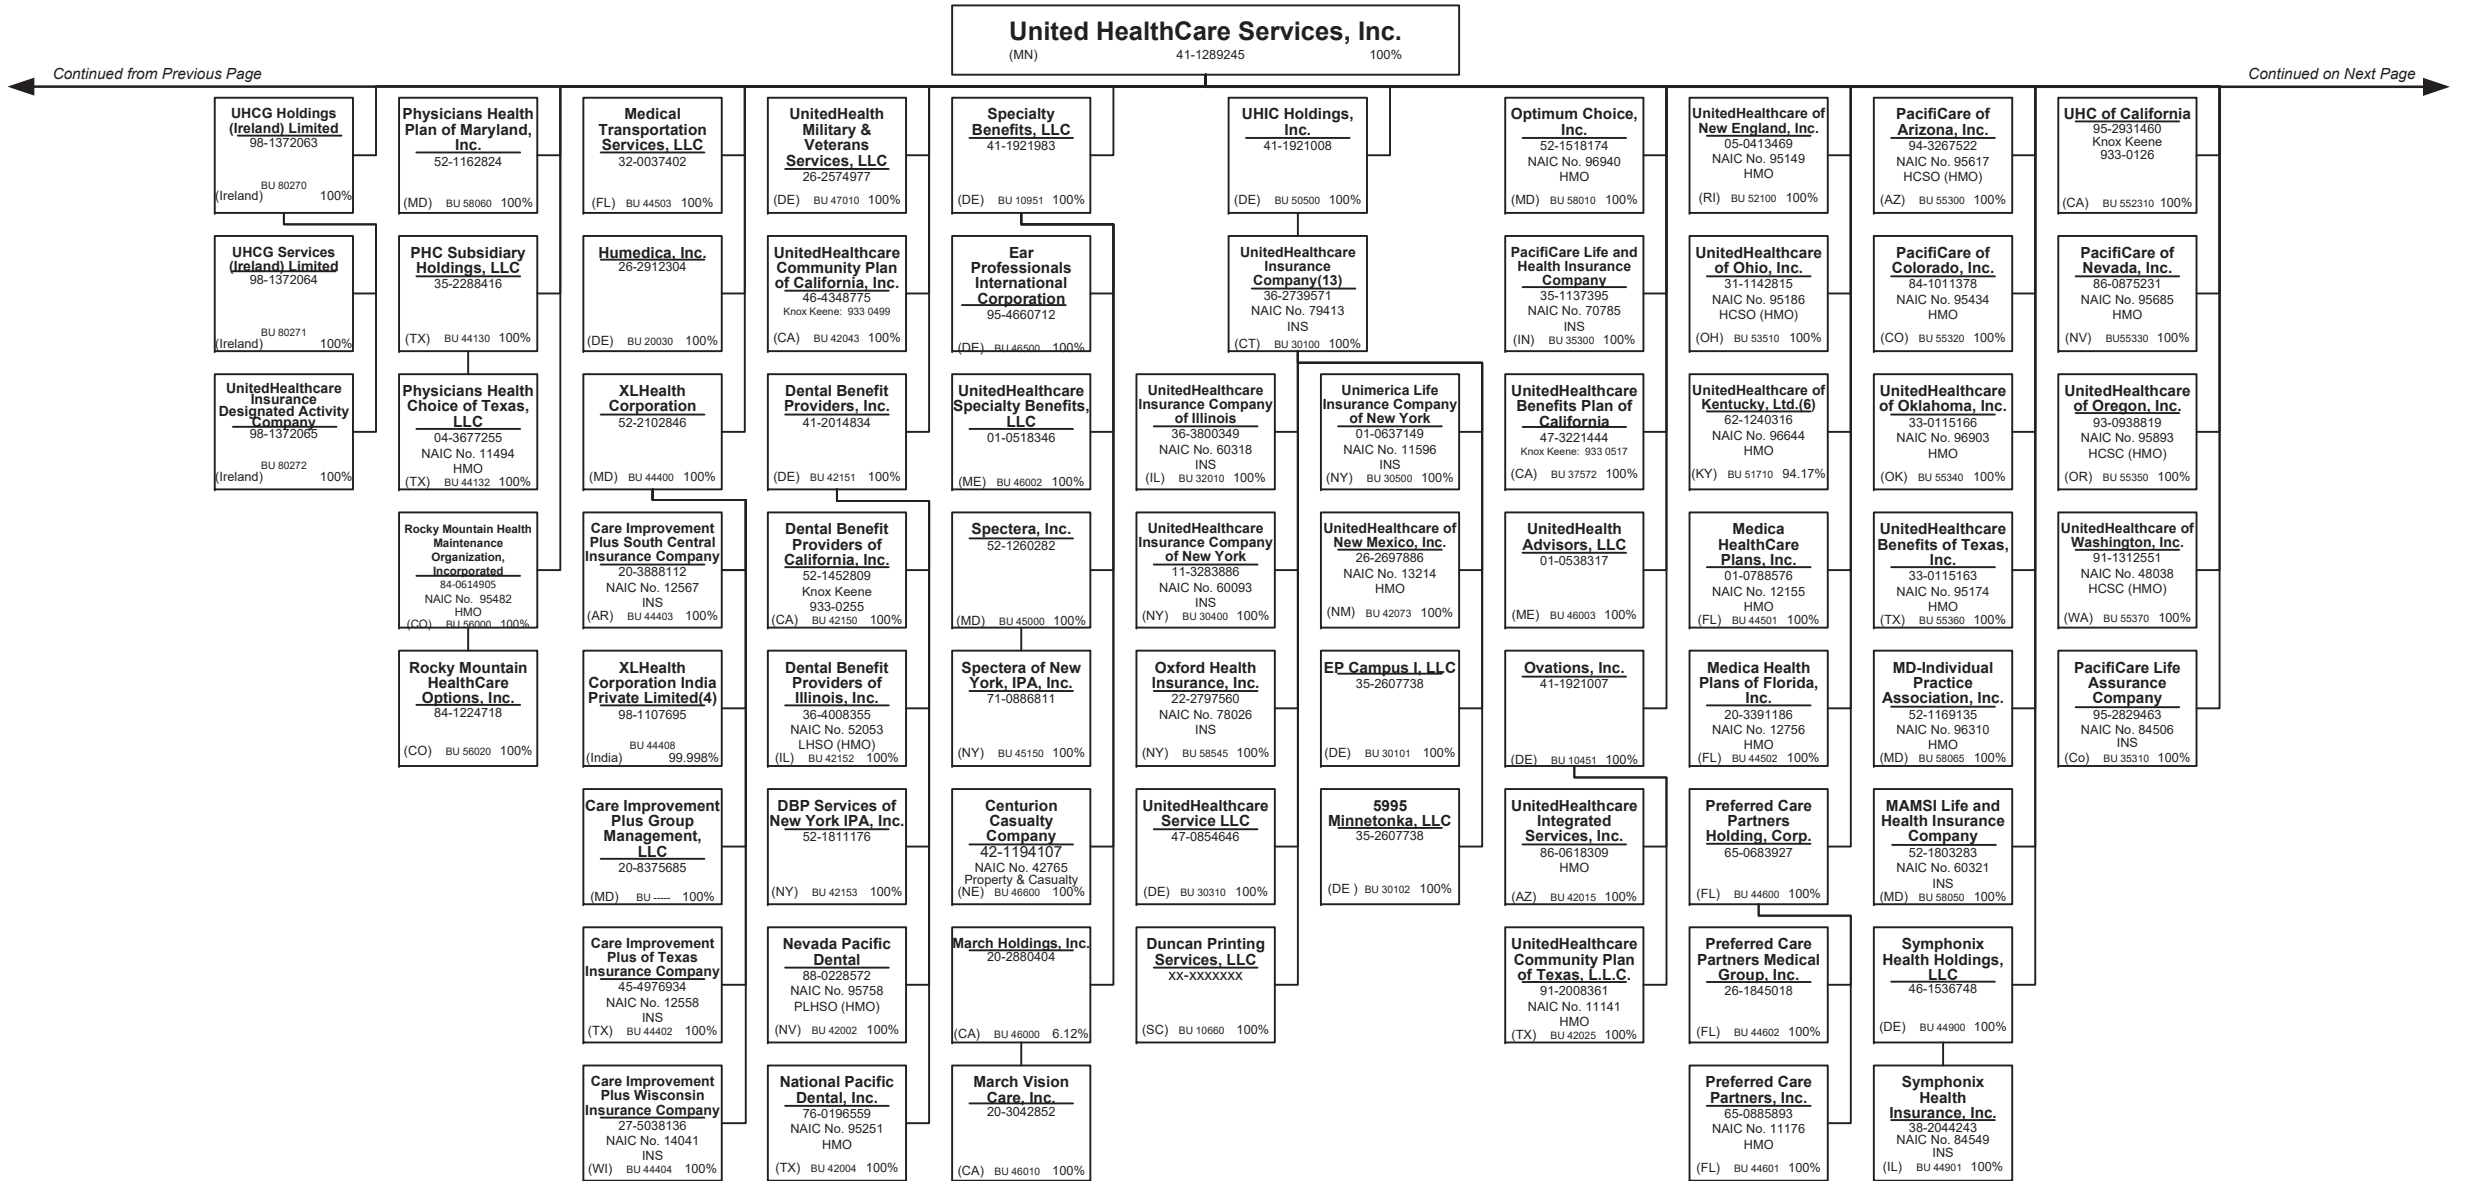 United HealthCare Services, Inc.
(MN) 41-1289245 100%
Continued from Previous Page
Continued on Next Page
UHCG Holdings
(Ireland) Limited
98-1372063
BU 80270
(Ireland) 100%
UHCG Services
(Ireland) Limited
98-1372064
BU 80271
(Ireland) 100%
UnitedHealthcare
Insurance
Designated Activity
Company
98-1372065
BU 80272
(Ireland) 100%
Physicians Health
Plan of Maryland,
Inc.
52-1162824
(MD) BU 58060 100%
PHC Subsidiary
Holdings, LLC
35-2288416
(TX) BU 44130 100%
Physicians Health
Choice of Texas,
LLC
04-3677255
NAIC No. 11494
HMO
(TX) BU 44132 100%
Rocky Mountain Health
Maintenance
Organization,
Incorporated
84-0614905
NAIC No. 95482
HMO
(CO) BU 56000 100%
Rocky Mountain
HealthCare
Options, Inc.
84-1224718
(CO) BU 56020 100%
Medical
Transportation
Services, LLC
32-0037402
(FL) BU 44503 100%
Humedica, Inc.
26-2912304
(DE) BU 20030 100%
XLHealth
Corporation
52-2102846
(MD) BU 44400 100%
Care Improvement
Plus South Central
Insurance Company
20-3888112
NAIC No. 12567
INS
(AR) BU 44403 100%
XLHealth
Corporation India
Private Limited(4)
98-1107695
BU 44408
(India) 99.998%
Care Improvement
Plus Group
Management,
LLC
20-8375685
(MD) BU ----- 100%
Care Improvement
Plus of Texas
Insurance Company
45-4976934
NAIC No. 12558
INS
(TX) BU 44402 100%
Care Improvement
Plus Wisconsin
Insurance Company
27-5038136
NAIC No. 14041
INS
(WI) BU 44404 100%
UnitedHealth
Military &
Veterans
Services, LLC
26-2574977
(DE) BU 47010 100%
UnitedHealthcare
Community Plan
of California, Inc.
46-4348775
Knox Keene: 933 0499
(CA) BU 42043 100%
Dental Benefit
Providers, Inc.
41-2014834
(DE) BU 42151 100%
Dental Benefit
Providers of
California, Inc.
52-1452809
Knox Keene
933-0255
(CA) BU 42150 100%
Dental Benefit
Providers of
Illinois, Inc.
36-4008355
NAIC No. 52053
LHSO (HMO)
(IL) BU 42152 100%
DBP Services of
New York IPA, Inc.
52-1811176
(NY) BU 42153 100%
Nevada Pacific
Dental
88-0228572
NAIC No. 95758
PLHSO (HMO)
(NV) BU 42002 100%
National Pacific
Dental, Inc.
76-0196559
NAIC No. 95251
HMO
(TX) BU 42004 100%
Specialty
Benefits, LLC
41-1921983
(DE) BU 10951 100%
Ear
Professionals
International
Corporation
95-4660712
(DE) BU 46500 100%
UnitedHealthcare
Specialty Benefits,
LLC
01-0518346
(ME) BU 46002 100%
Spectera, Inc.
52-1260282
(MD) BU 45000 100%
Spectera of New
York, IPA, Inc.
71-0886811
(NY) BU 45150 100%
Centurion
Casualty
Company
42-1194107
NAIC No. 42765
Property & Casualty
(NE) BU 46600 100%
March Holdings, Inc.
20-2880404
(CA) BU 46000 6.12%
March Vision
Care, Inc.
20-3042852
(CA) BU 46010 100%
UHIC Holdings,
Inc.
41-1921008
(DE) BU 50500 100%
UnitedHealthcare
Insurance
Company(13)
36-2739571
NAIC No. 79413
INS
(CT) BU 30100 100%
UnitedHealthcare
Insurance Company
of Illinois
36-3800349
NAIC No. 60318
INS
(IL) BU 32010 100%
UnitedHealthcare
Insurance Company
of New York
11-3283886
NAIC No. 60093
INS
(NY) BU 30400 100%
Oxford Health
Insurance, Inc.
22-2797560
NAIC No. 78026
INS
(NY) BU 58545 100%
UnitedHealthcare
Service LLC
47-0854646
(DE) BU 30310 100%
Duncan Printing
Services, LLC
xx-xxxxxxx
(SC) BU 10660 100%
Unimerica Life
Insurance Company
of New York
01-0637149
NAIC No. 11596
INS
(NY) BU 30500 100%
UnitedHealthcare of
New Mexico, Inc.
26-2697886
NAIC No. 13214
HMO
(NM) BU 42073 100%
EP Campus I, LLC
35-2607738
(DE) BU 30101 100%
5995
Minnetonka, LLC
35-2607738
(DE ) BU 30102 100%
Optimum Choice,
Inc.
52-1518174
NAIC No. 96940
HMO
(MD) BU 58010 100%
PacifiCare Life and
Health Insurance
Company
35-1137395
NAIC No. 70785
INS
(IN) BU 35300 100%
UnitedHealthcare
Benefits Plan of
California
47-3221444
Knox Keene: 933 0517
(CA) BU 37572 100%
UnitedHealth
Advisors, LLC
01-0538317
(ME) BU 46003 100%
Ovations, Inc.
41-1921007
(DE) BU 10451 100%
UnitedHealthcare
Integrated
Services, Inc.
86-0618309
HMO
(AZ) BU 42015 100%
UnitedHealthcare
Community Plan
of Texas, L.L.C.
91-2008361
NAIC No. 11141
HMO
(TX) BU 42025 100%
UnitedHealthcare of
New England, Inc.
05-0413469
NAIC No. 95149
HMO
(RI) BU 52100 100%
UnitedHealthcare
of Ohio, Inc.
31-1142815
NAIC No. 95186
HCSO (HMO)
(OH) BU 53510 100%
UnitedHealthcare of
Kentucky, Ltd.(6)
62-1240316
NAIC No. 96644
HMO
(KY) BU 51710 94.17%
Medica
HealthCare
Plans, Inc.
01-0788576
NAIC No. 12155
HMO
(FL) BU 44501 100%
Medica Health
Plans of Florida,
Inc.
20-3391186
NAIC No. 12756
HMO
(FL) BU 44502 100%
Preferred Care
Partners
Holding, Corp.
65-0683927
(FL) BU 44600 100%
Preferred Care
Partners Medical
Group, Inc.
26-1845018
(FL) BU 44602 100%
Preferred Care
Partners, Inc.
65-0885893
NAIC No. 11176
HMO
(FL) BU 44601 100%
PacifiCare of
Arizona, Inc.
94-3267522
NAIC No. 95617
HCSO (HMO)
(AZ) BU 55300 100%
PacifiCare of
Colorado, Inc.
84-1011378
NAIC No. 95434
HMO
(CO) BU 55320 100%
UnitedHealthcare
of Oklahoma, Inc.
33-0115166
NAIC No. 96903
HMO
(OK) BU 55340 100%
UnitedHealthcare
Benefits of Texas,
Inc.
33-0115163
NAIC No. 95174
HMO
(TX) BU 55360 100%
MD-Individual
Practice
Association, Inc.
52-1169135
NAIC No. 96310
HMO
(MD) BU 58065 100%
MAMSI Life and
Health Insurance
Company
52-1803283
NAIC No. 60321
INS
(MD) BU 58050 100%
Symphonix
Health Holdings,
LLC
46-1536748
(DE) BU 44900 100%
Symphonix
Health
Insurance, Inc.
38-2044243
NAIC No. 84549
INS
(IL) BU 44901 100%
UHC of California
95-2931460
Knox Keene
933-0126
(CA) BU 552310 100%
PacifiCare of
Nevada, Inc.
86-0875231
NAIC No. 95685
HMO
(NV) BU55330 100%
UnitedHealthcare
of Oregon, Inc.
93-0938819
NAIC No. 95893
HCSC (HMO)
(OR) BU 55350 100%
UnitedHealthcare of
Washington, Inc.
91-1312551
NAIC No. 48038
HCSC (HMO)
(WA) BU 55370 100%
PacifiCare Life
Assurance
Company
95-2829463
NAIC No. 84506
INS
(Co) BU 35310 100%